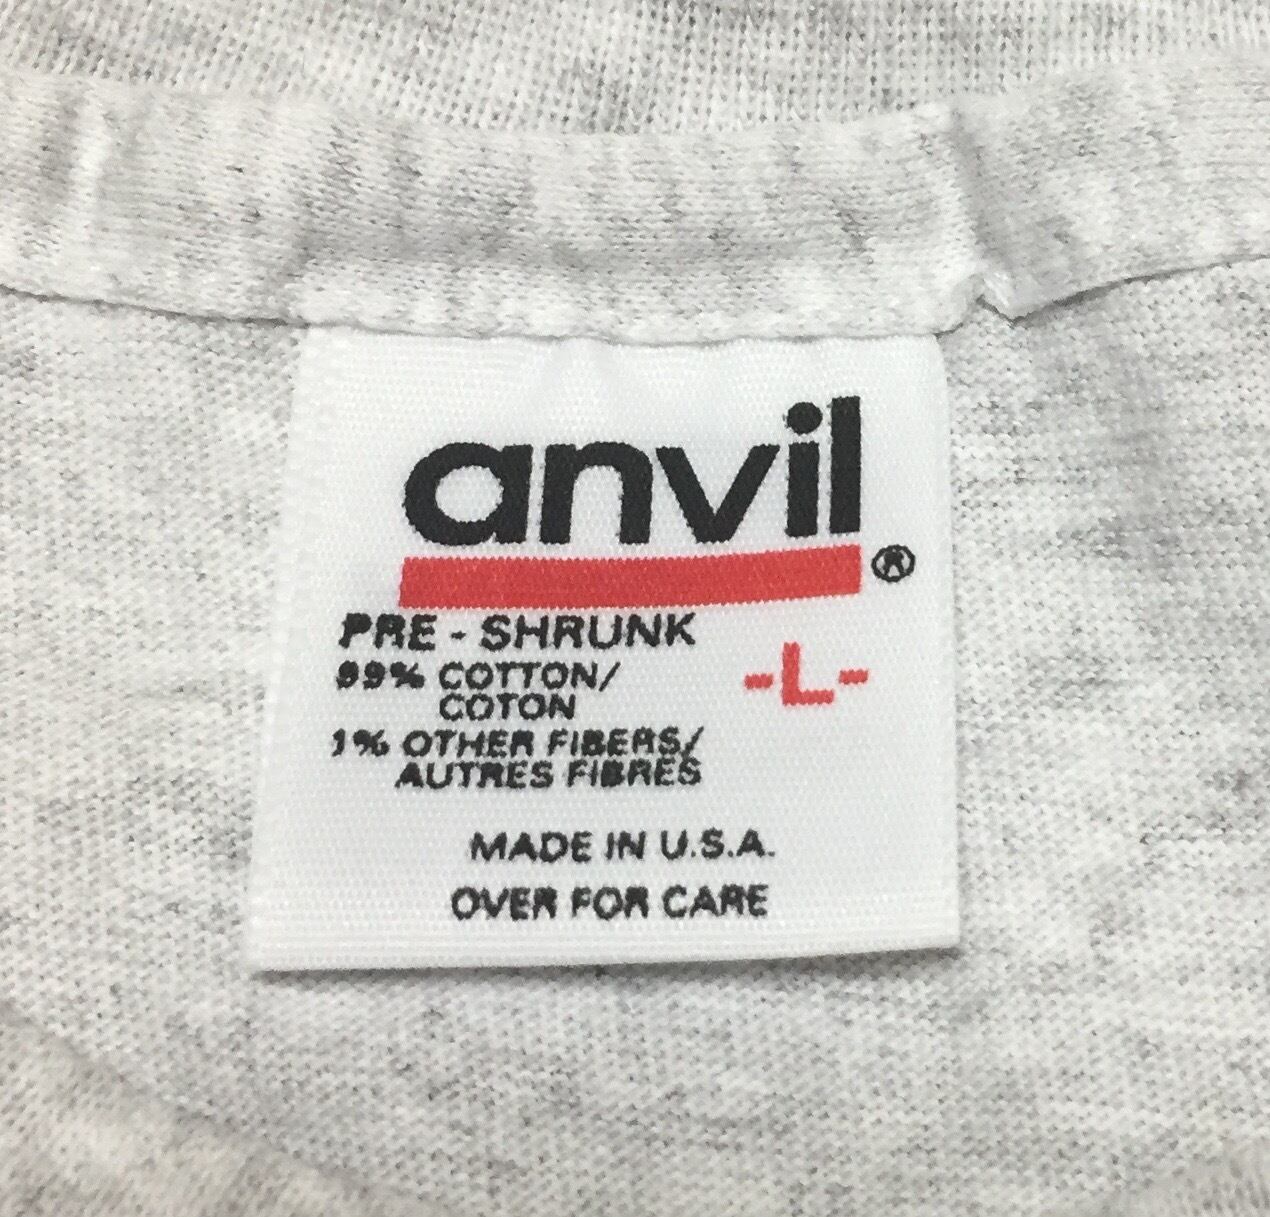 anvil®
PRE - SHRUNK
99% COTTON/
COTON
-L-
1% OTHER FIBERS/
AUTRES FIBRES
MADE IN U.S.A.
OVER FOR CARE